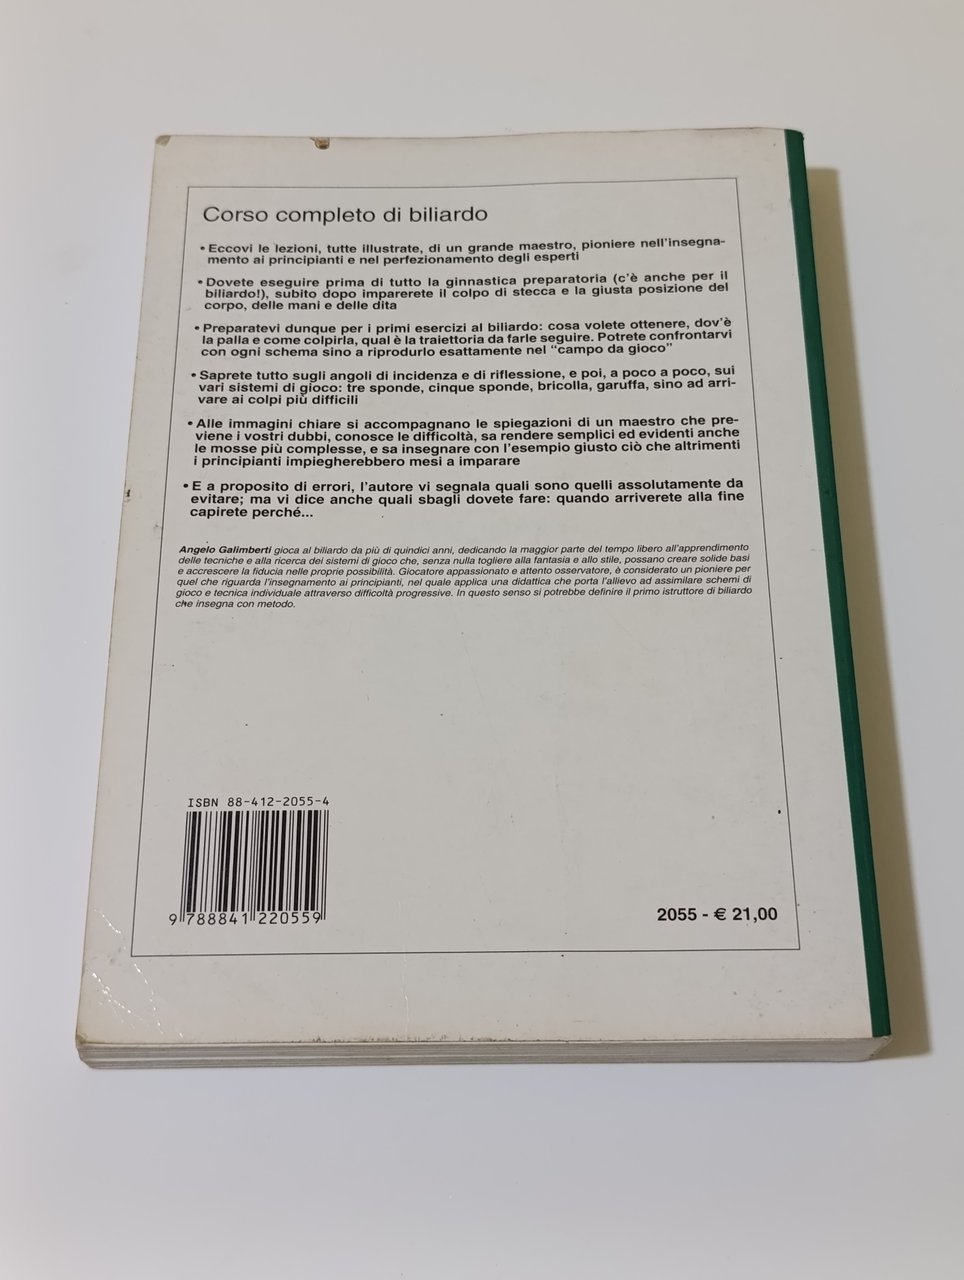 Corso completo di biliardo
• Eccovi le lezioni, tutte illustrate, di un grande maestro, pioniere nell'insegna-
mento ai principianti e nel perfezionamento degli esperti
• Dovete eseguire prima di tutto la ginnastica preparatoria (c'è anche per il
biliardo!), subito dopo imparerete il colpo di stecca e la giusta posizione del
corpo, delle mani e delle dita
• Preparatevi dunque per i primi esercizi al biliardo: cosa volete ottenere, dov'è
la palla e come colpirla, qual è la traiettoria da farle seguire. Potrete confrontarvi
con ogni schema sino a riprodurlo esattamente nel "campo da gioco"
• Saprete tutto sugli angoli di incidenza e di riflessione, e poi, a poco a poco, sui
vari sistemi di gioco: tre sponde, cinque sponde, bricolla, garuffa, sino ad arri-
vare ai colpi più difficili
• Alle immagini chiare si accompagnano le spiegazioni di un maestro che pre-
viene i vostri dubbi, conosce le difficoltà, sa rendere semplici ed evidenti anche
le mosse più complesse, e sa insegnare con l'esempio giusto ciò che altrimenti
i principianti impiegherebbero mesi a imparare
• E a proposito di errori, l'autore vi segnala quali sono quelli assolutamente da
evitare; ma vi dice anche quali sbagli dovete fare: quando arriverete alla fine
capirete perché...
Angelo Galimberti gioca al biliardo da più di quindici anni, dedicando la maggior parte del tempo libero all'apprendimento
delle tecniche e alla ricerca dei sistemi di gioco che, senza nulla togliere alla fantasia e allo stile, possano creare solide basi
e accrescere la fiducia nelle proprie possibilità. Giocatore appassionato e attento osservatore, è considerato un pioniere per
quel che riguarda l'insegnamento ai principianti, nel quale applica una didattica che porta l'allievo ad assimilare schemi di
gioco e tecnica individuale attraverso difficoltà progressive. In questo senso si potrebbe definire il primo istruttore di biliardo
che insegna con metodo.
ISBN 88-412-2055-4
9 788841 220559
2055 - € 21,00